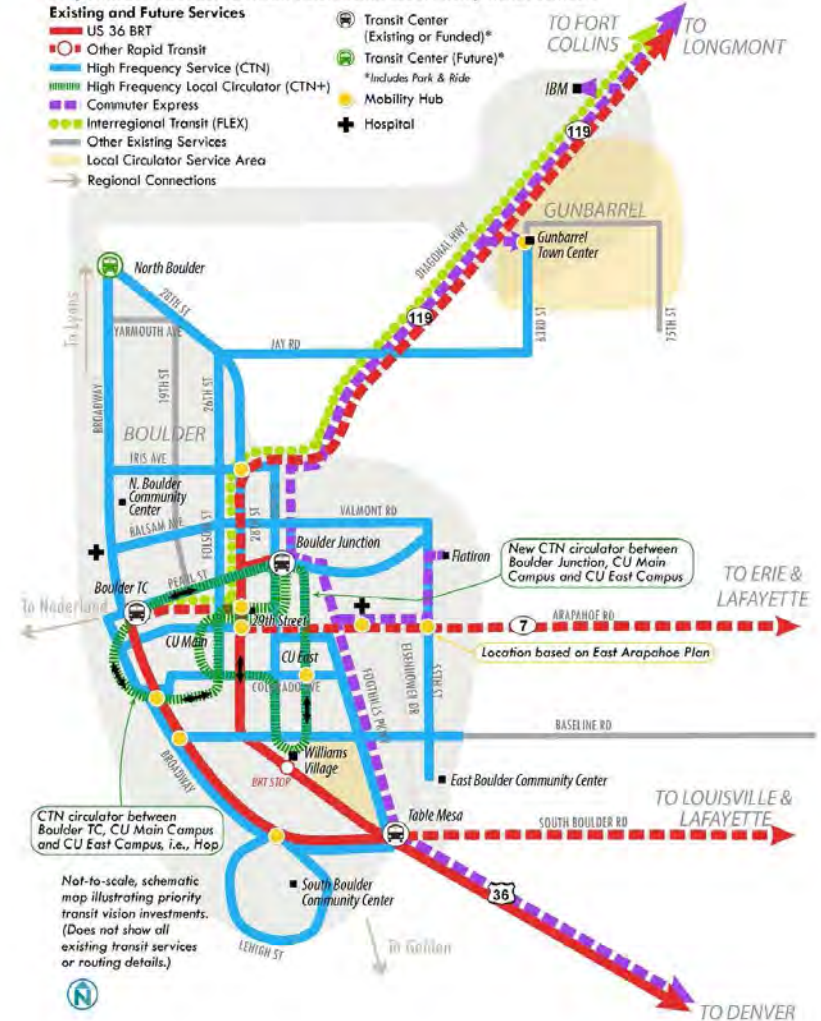 Existing and Future Services
US 36 BRT
Other Rapid Transit
High Frequency Service (CTN)
High Frequency Local Circulator (CTN+)
Commuter Express
Interregional Transit (FLEX)
Other Existing Services
Local Circulator Service Area
Regional Connections
Transit Center
(Existing or Funded)*
Transit Center (Future)*
*Includes Park & Ride
Mobility Hub
Hospital
TO FORT
COLLINS
TO
LONGMONT
IBM
119
GUNBARREL
Gunbarrel
Town Center
DIAGONAL HWY
119
63RD ST
75TH ST
North Boulder
To Lyons
28TH ST
YARMOUTH AVE
JAY RD
BROADWAY
19TH ST
26TH ST
BOULDER
IRIS AVE
N. Boulder
Community
Center
BALSAM AVE
FOLSOM ST
28TH ST
VALMONT RD
Boulder Junction
Flatiron
New CTN circulator between
Boulder Junction, CU Main
Campus and CU East Campus
PEARL ST
Boulder TC
TO ERIE &
LAFAYETTE
To Nederland
29th Street
7
ARAPAHOE RD
CU Main
Location based on East Arapahoe Plan
CU East
COLORADO AVE
FOOTHILLS PKWY
EISENHOWER DR
55TH ST
BASELINE RD
BROADWAY
Williams
Village
BRT STOP
East Boulder Community Center
CTN circulator between
Boulder TC, CU Main Campus
and CU East Campus, i.e., Hop
Table Mesa
TO LOUISVILLE &
LAFAYETTE
SOUTH BOULDER RD
Not-to-scale, schematic
map illustrating priority
transit vision investments.
(Does not show all
existing transit services
or routing details.)
South Boulder
Community Center
36
LEHIGH ST
To Golden
N
TO DENVER